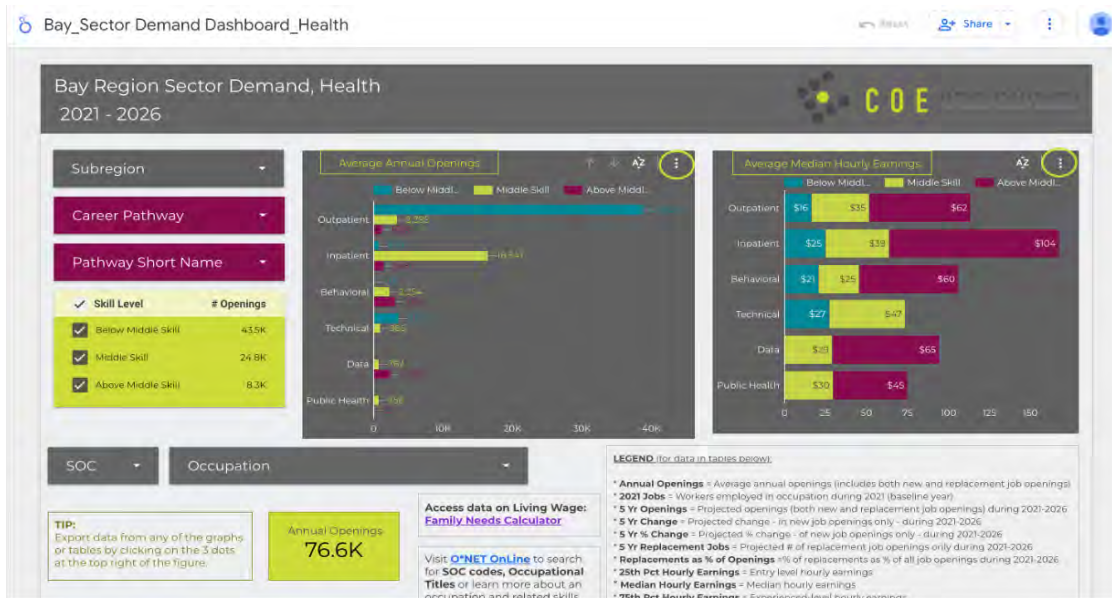 Bay_Sector Demand Dashboard_Health
Reset
Share
Bay Region Sector Demand, Health
2021 - 2026
COE
Subregion
Career Pathway
Pathway Short Name
Skill Level # Openings
Below Middle Skill 43.5K
Middle Skill 24.8K
Above Middle Skill 8.3K
Average Annual Openings
Below Middl... Middle Skill Above Middl...
Outpatient
Inpatient
Behavioral
Technical
Data
Public Health
0 10K 20K 30K 40K
Average Median Hourly Earnings
Below Middl... Middle Skill Above Middl...
Outpatient $16 $35 $62
Inpatient $25 $39 $104
Behavioral $21 $25 $60
Technical $27 $47
Data $65
Public Health $30 $45
0 25 50 75 100 125 150
SOC
Occupation
TIP:
Export data from any of the graphs
or tables by clicking on the 3 dots
at the top right of the figure.
Annual Openings
76.6K
Access data on Living Wage:
Family Needs Calculator
Visit O*NET OnLine to search
for SOC codes, Occupational
Titles or learn more about an
occupation and related skills
LEGEND (for data in tables below):
* Annual Openings = Average annual openings (includes both new and replacement job openings)
* 2021 Jobs = Workers employed in occupation during 2021 (baseline year)
* 5 Yr Openings = Projected openings (both new and replacement job openings) during 2021-2026
* 5 Yr Change = Projected change - in new job openings only - during 2021-2026
* 5 Yr % Change = Projected % change - of new job openings only - during 2021-2026
* 5 Yr Replacement Jobs = Projected # of replacement job openings only during 2021-2026
* Replacements as % of Openings =% of replacements as % of all job openings during 2021-2026
* 25th Pct Hourly Earnings = Entry level hourly earnings
* Median Hourly Earnings = Median hourly earnings
* 75th Pct Hourly Earnings = Experienced-level hourly earnings